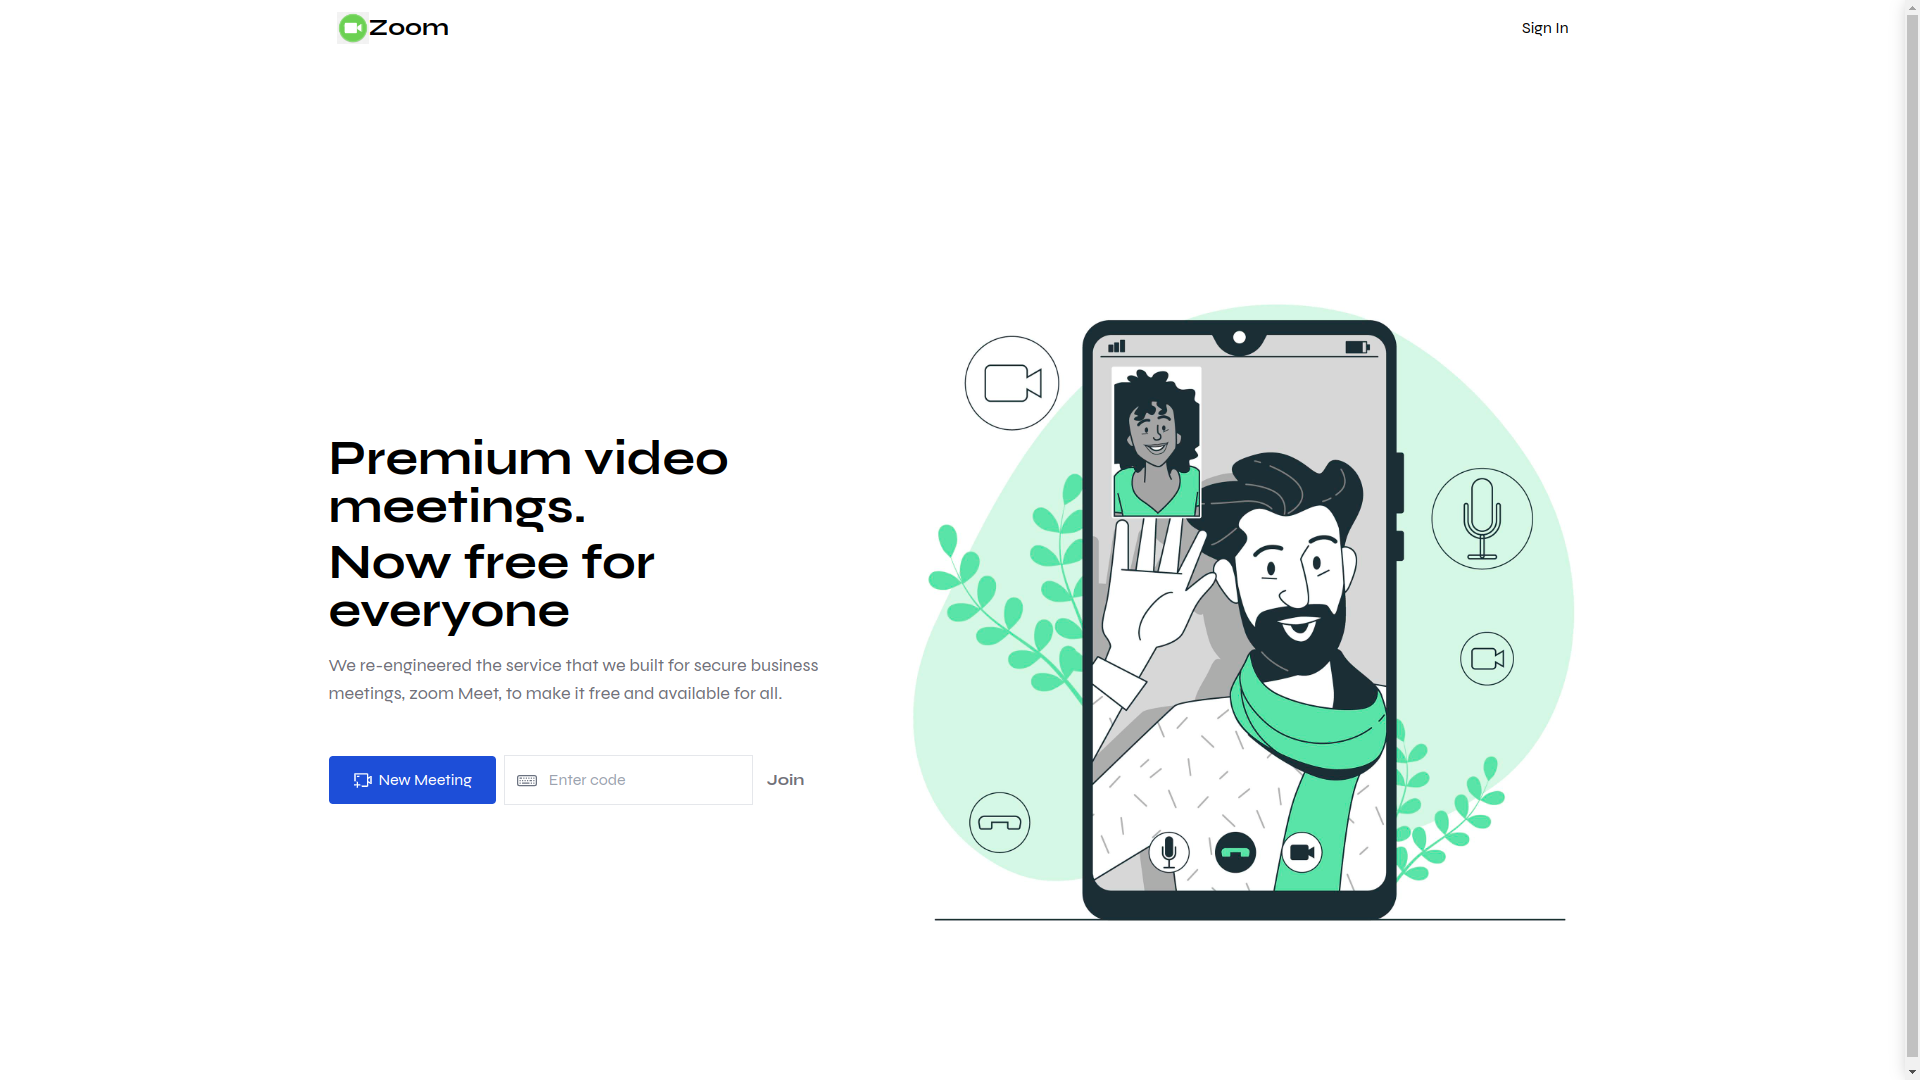 Zoom
Sign In
Premium video
meetings.
Now free for
everyone
We re-engineered the service that we built for secure business
meetings, zoom Meet, to make it free and available for all.
New Meeting
Enter code
Join